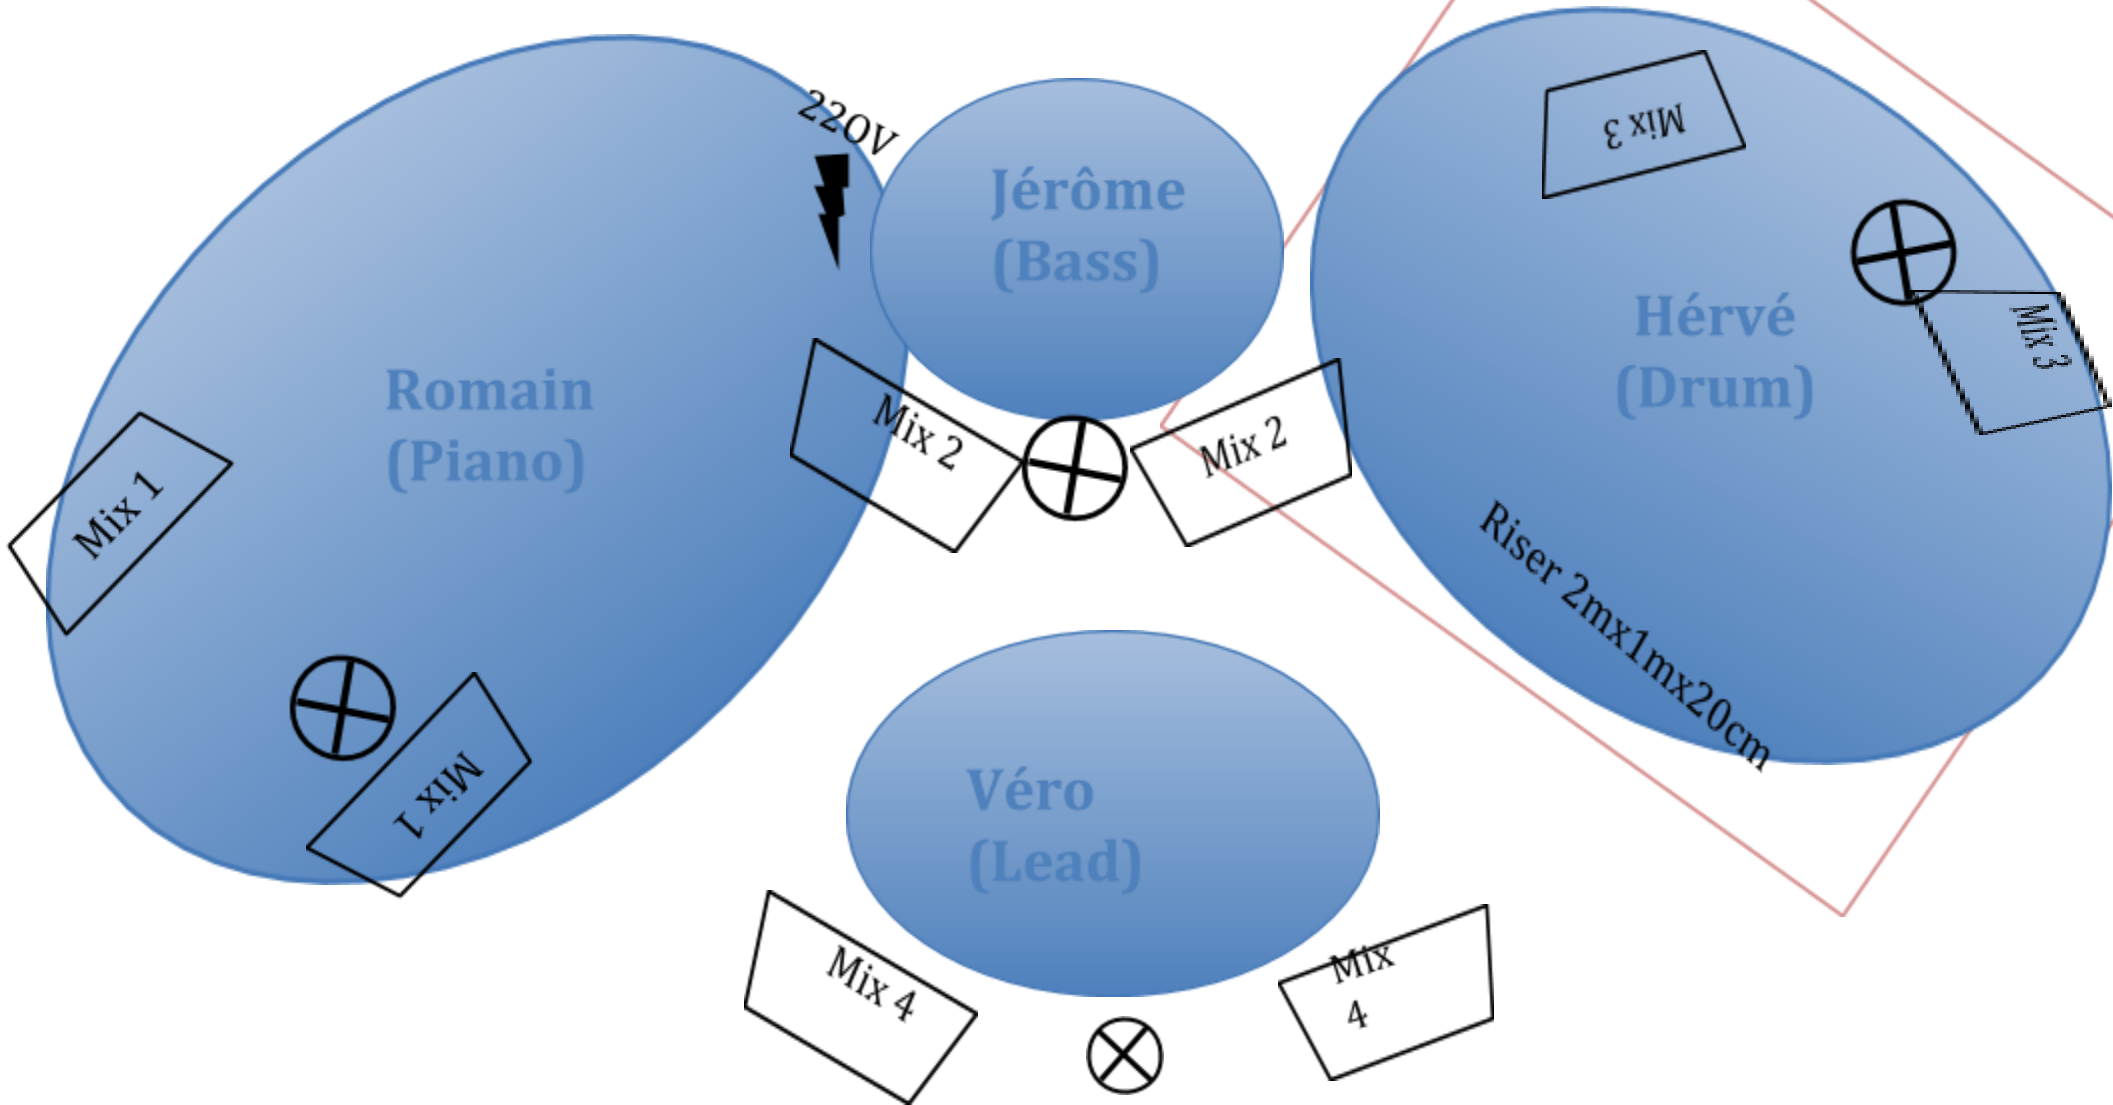 22OV
Jérôme
(Bass)
Mix 3
Hérvé
(Drum)
Mix 3
Romain
(Piano)
Mix 2
Mix 2
Mix 1
Riser 2mx1mx20cm
Mix 1
Véro
(Lead)
Mix 4
Mix
4